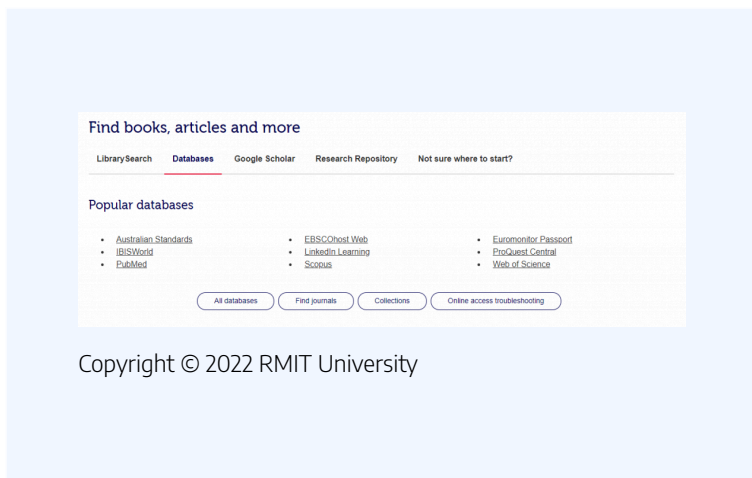 Find books, articles and more
LibrarySearch Databases Google Scholar Research Repository Not sure where to start?
Popular databases
• Australian Standards • EBSCOhost Web • Euromonitor Passport
• IBISWorld • LinkedIn Learning • ProQuest Central
• PubMed • Scopus • Web of Science
All databases Find journals Collections Online access troubleshooting
Copyright © 2022 RMIT University